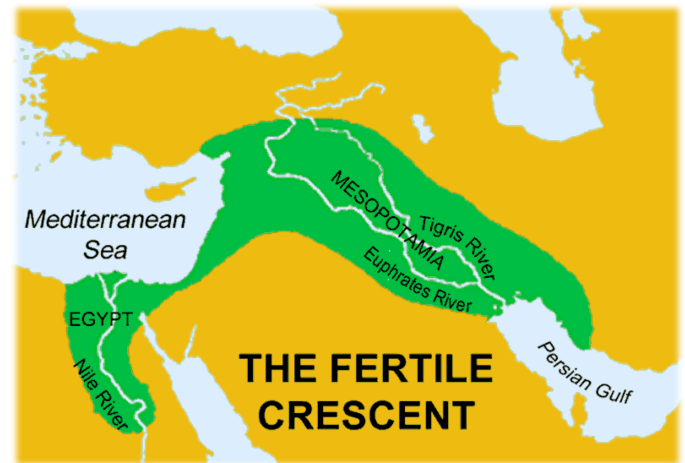 MESOPOTAMIA
Tigris River
Mediterranean
Sea
Euphrates River
EGYPT
Nile River
Persian Gulf
THE FERTILE
CRESCENT